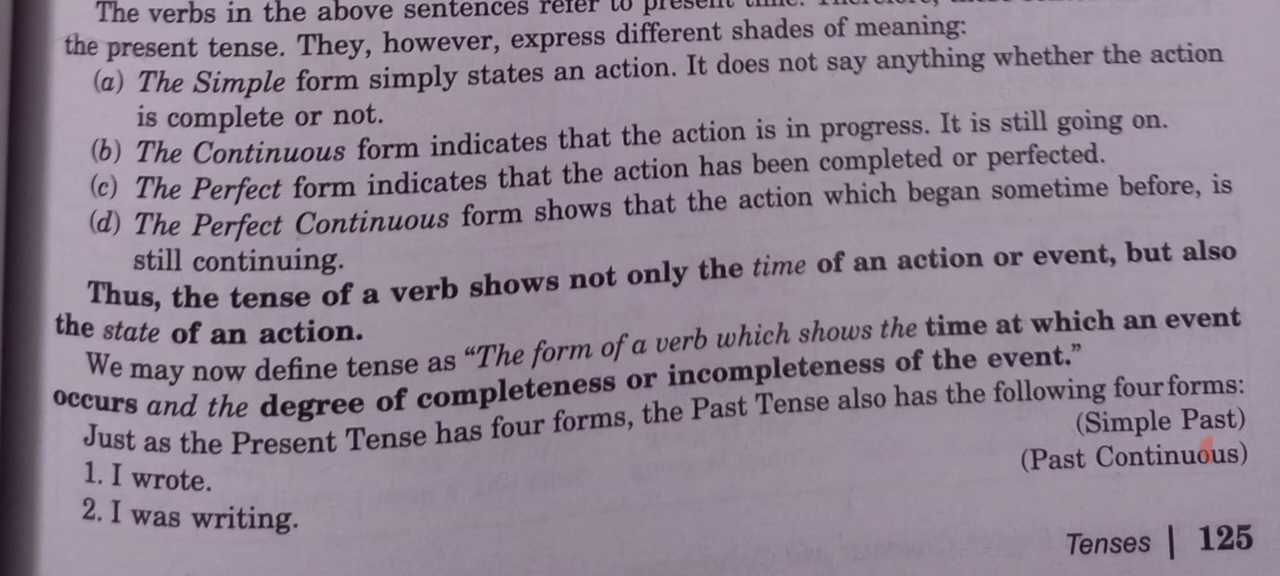 The verbs in the above sentences refer to present time. Therefore,
the present tense. They, however, express different shades of meaning:
(a) The Simple form simply states an action. It does not say anything whether the action
is complete or not.
(b) The Continuous form indicates that the action is in progress. It is still going on.
(c) The Perfect form indicates that the action has been completed or perfected.
(d) The Perfect Continuous form shows that the action which began sometime before, is
still continuing.
Thus, the tense of a verb shows not only the time of an action or event, but also
the state of an action.
We may now define tense as “The form of a verb which shows the time at which an event
occurs and the degree of completeness or incompleteness of the event.”
Just as the Present Tense has four forms, the Past Tense also has the following four forms:
1. I wrote. (Simple Past)
2. I was writing. (Past Continuous)
Tenses | 125